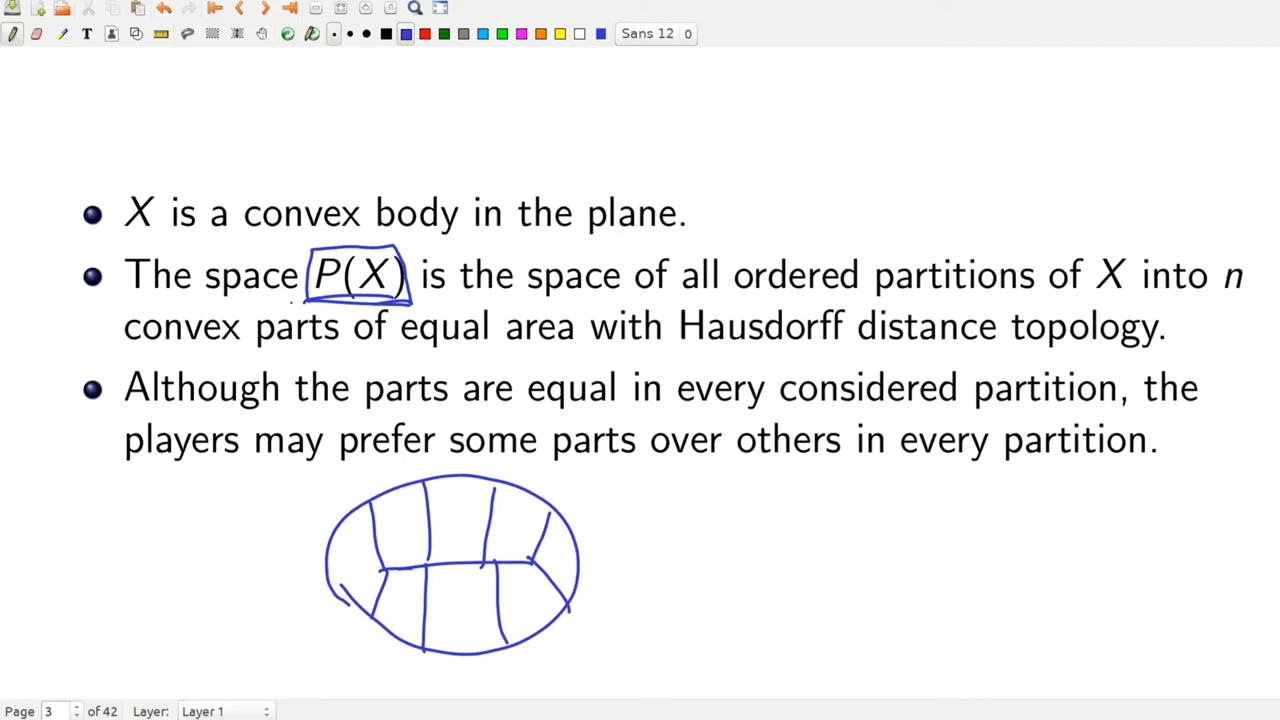 Sans 12 0
X is a convex body in the plane.
The space P(X) is the space of all ordered partitions of X into n
convex parts of equal area with Hausdorff distance topology.
Although the parts are equal in every considered partition, the
players may prefer some parts over others in every partition.
Page 3 of 42 Layer: Layer 1